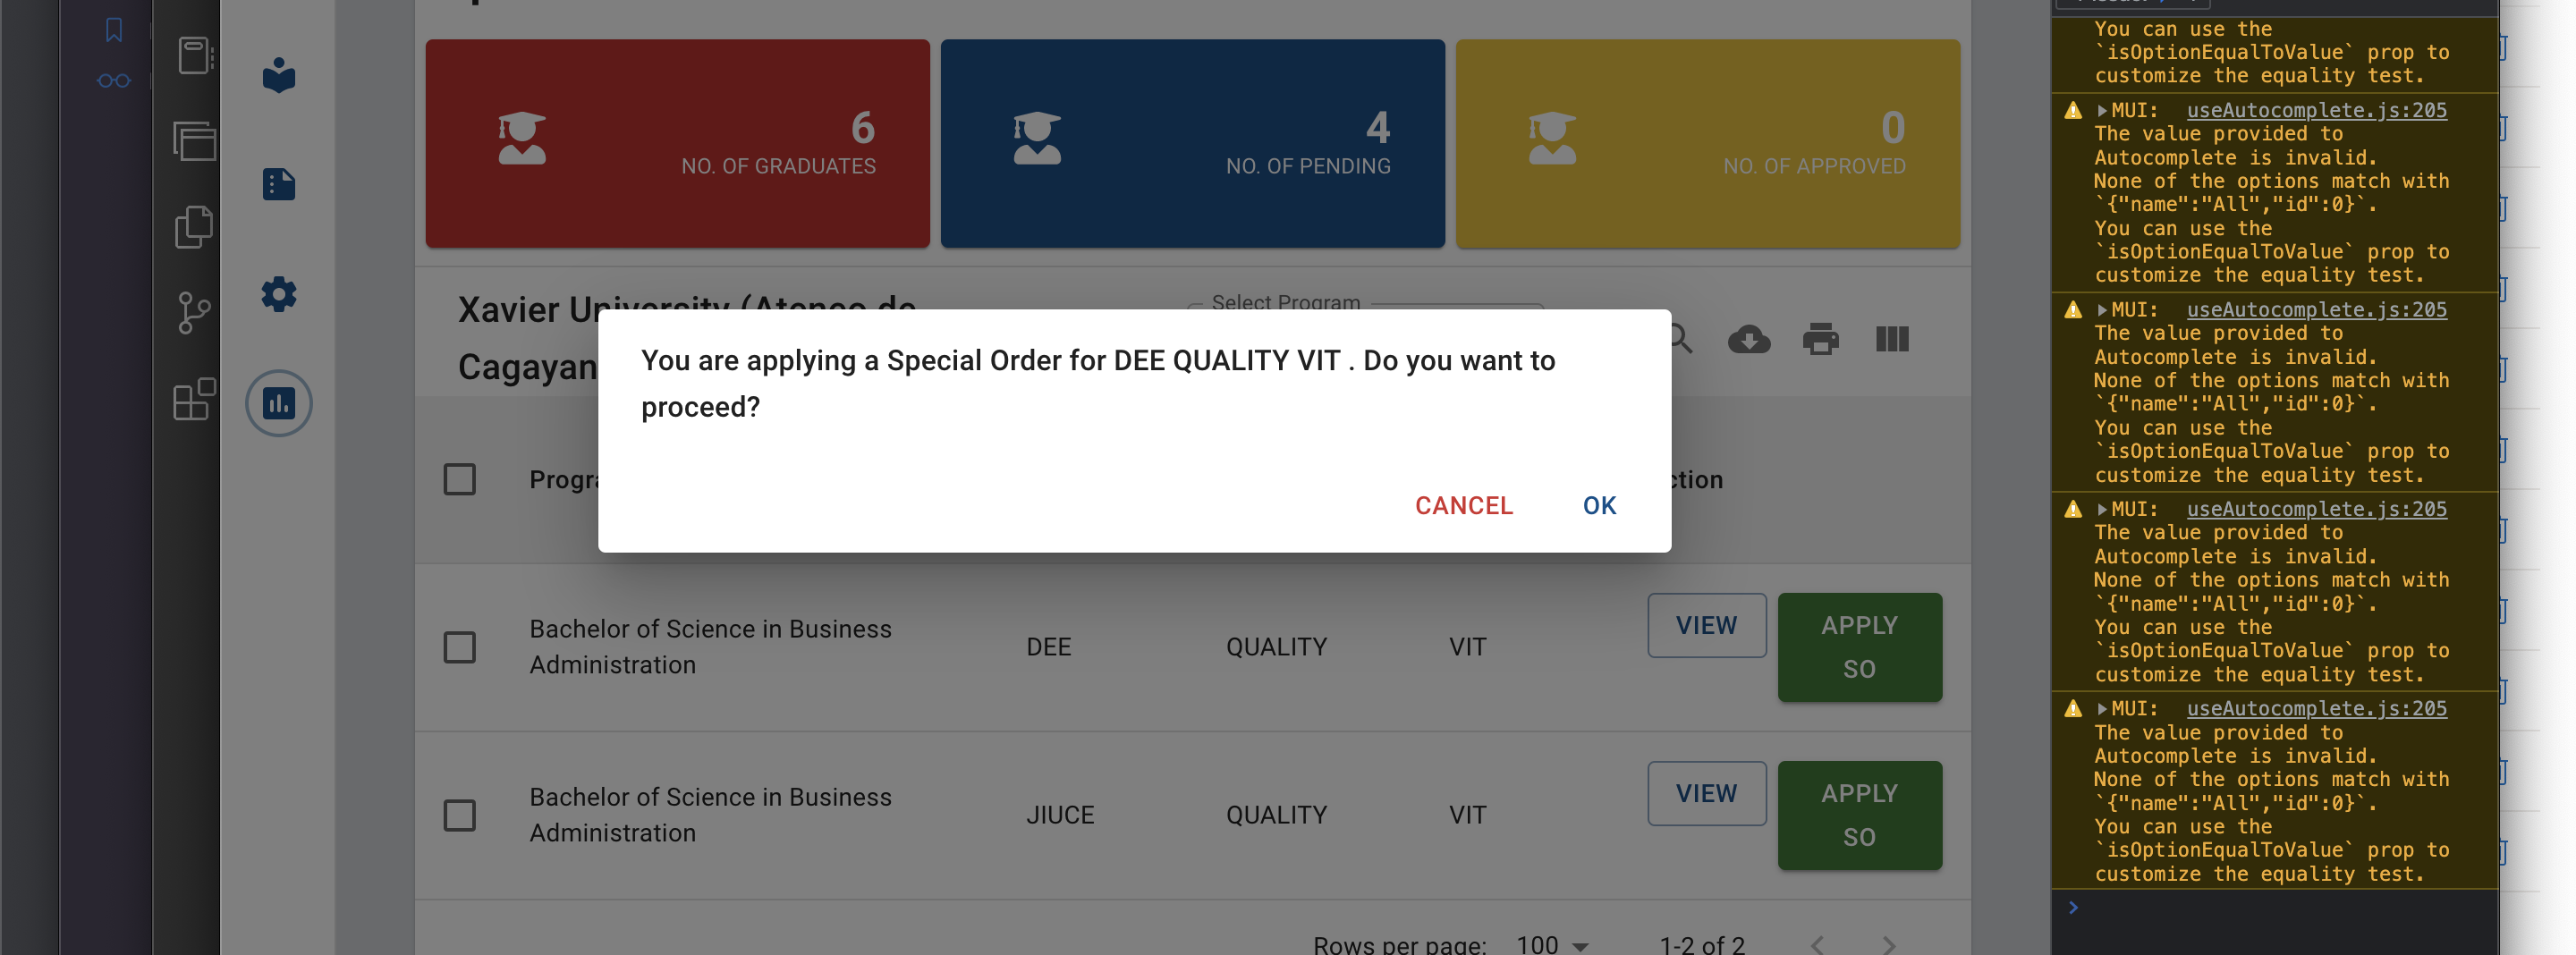 6
NO. OF GRADUATES
4
NO. OF PENDING
0
NO. OF APPROVED
Xavier University (Ateneo de
Cagayan
Select Program
You are applying a Special Order for DEE QUALITY VIT . Do you want to
proceed?
CANCEL
OK
Bachelor of Science in Business
Administration
DEE
QUALITY
VIT
VIEW
APPLY
SO
Bachelor of Science in Business
Administration
JIUCE
QUALITY
VIT
VIEW
APPLY
SO
Rows per page:
100
1-2 of 2
You can use the
`isOptionEqualToValue` prop to
customize the equality test.
MUI: useAutocomplete.js:205
The value provided to
Autocomplete is invalid.
None of the options match with
`{"name":"All","id":0}`.
You can use the
`isOptionEqualToValue` prop to
customize the equality test.
MUI: useAutocomplete.js:205
The value provided to
Autocomplete is invalid.
None of the options match with
`{"name":"All","id":0}`.
You can use the
`isOptionEqualToValue` prop to
customize the equality test.
MUI: useAutocomplete.js:205
The value provided to
Autocomplete is invalid.
None of the options match with
`{"name":"All","id":0}`.
You can use the
`isOptionEqualToValue` prop to
customize the equality test.
MUI: useAutocomplete.js:205
The value provided to
Autocomplete is invalid.
None of the options match with
`{"name":"All","id":0}`.
You can use the
`isOptionEqualToValue` prop to
customize the equality test.